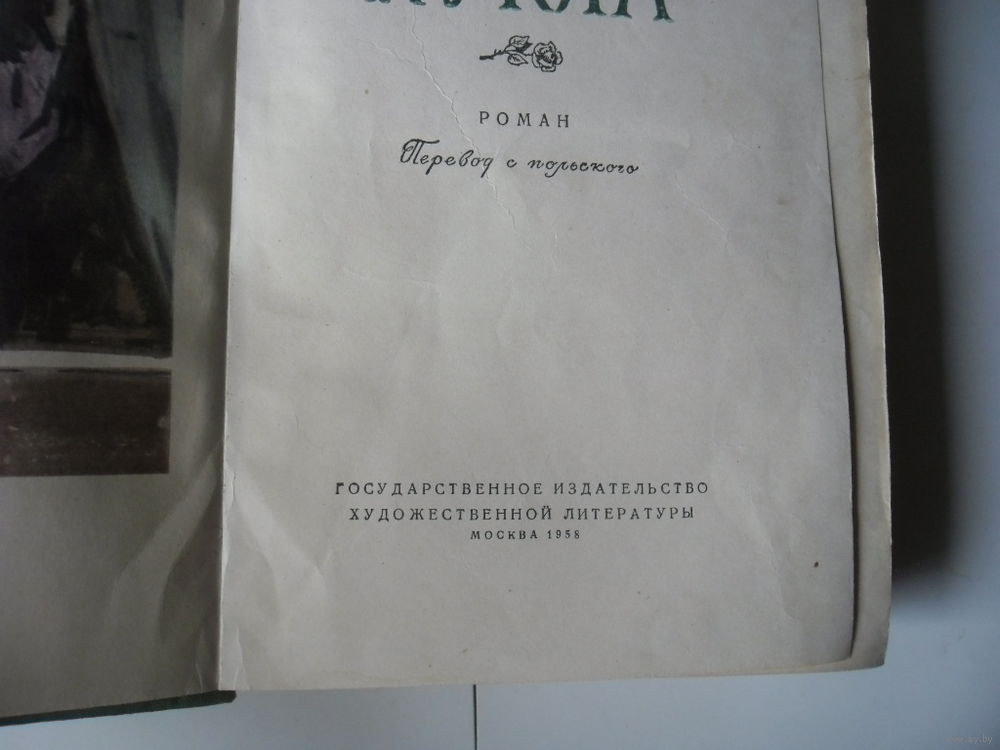 РОМАН
Перевод с польского
ГОСУДАРСТВЕННОЕ ИЗДАТЕЛЬСТВО
ХУДОЖЕСТВЕННОЙ ЛИТЕРАТУРЫ
МОСКВА 1958